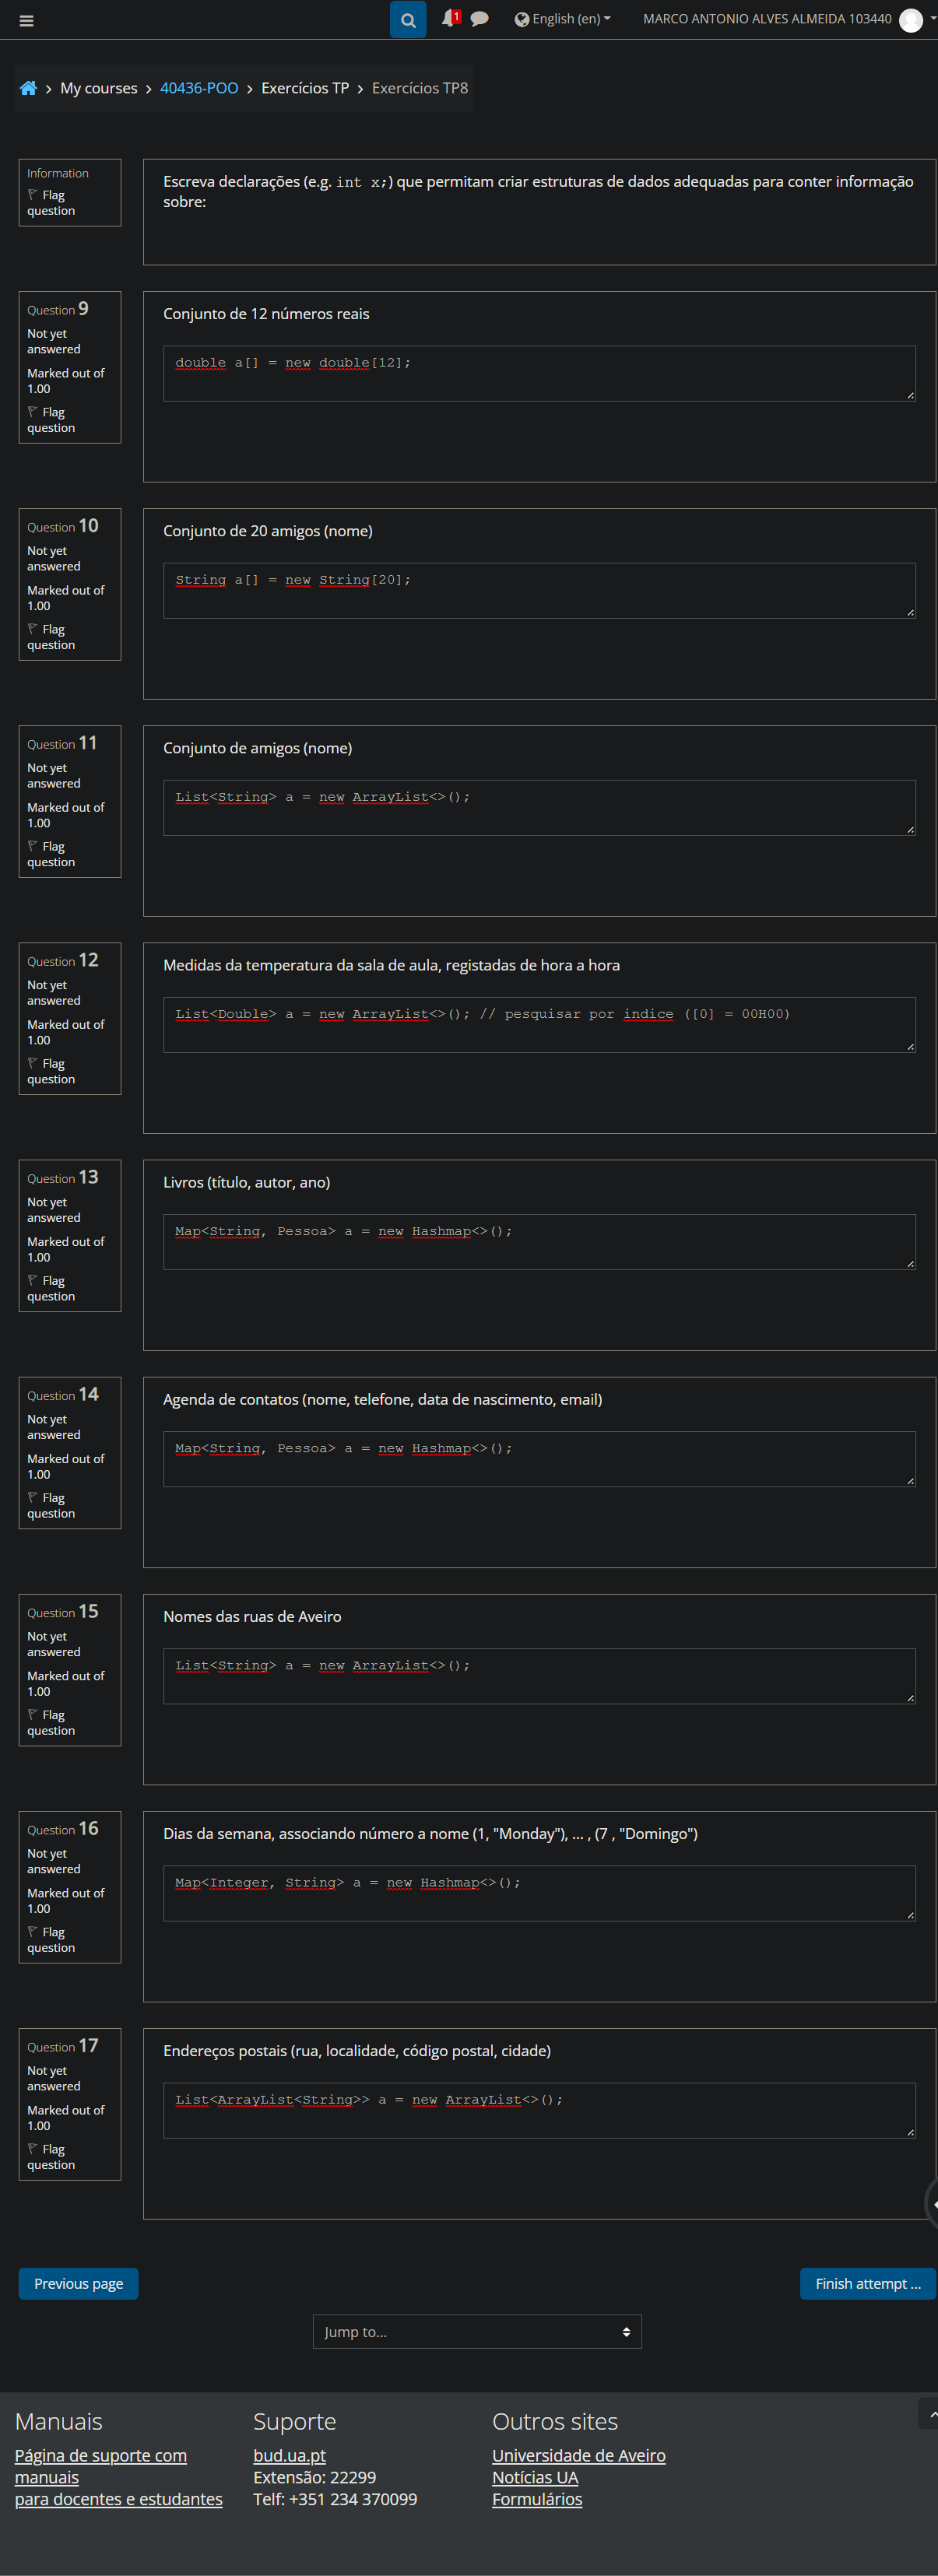 1
English (en)
MARCO ANTONIO ALVES ALMEIDA 103440
My courses
40436-POO
Exercícios TP
Exercícios TP8
Information
Flag
question
Escreva declarações (e.g. int x;) que permitam criar estruturas de dados adequadas para conter informação
sobre:
Question 9
Not yet
answered
Marked out of
1.00
Flag
question
Conjunto de 12 números reais
double a[] = new double[12];
Question 10
Not yet
answered
Marked out of
1.00
Flag
question
Conjunto de 20 amigos (nome)
String a[] = new String[20];
Question 11
Not yet
answered
Marked out of
1.00
Flag
question
Conjunto de amigos (nome)
List<String> a = new ArrayList<>();
Question 12
Not yet
answered
Marked out of
1.00
Flag
question
Medidas da temperatura da sala de aula, registadas de hora a hora
List<Double> a = new ArrayList<>(); // pesquisar por indice ([0] = 00H00)
Question 13
Not yet
answered
Marked out of
1.00
Flag
question
Livros (título, autor, ano)
Map<String, Pessoa> a = new Hashmap<>();
Question 14
Not yet
answered
Marked out of
1.00
Flag
question
Agenda de contatos (nome, telefone, data de nascimento, email)
Map<String, Pessoa> a = new Hashmap<>();
Question 15
Not yet
answered
Marked out of
1.00
Flag
question
Nomes das ruas de Aveiro
List<String> a = new ArrayList<>();
Question 16
Not yet
answered
Marked out of
1.00
Flag
question
Dias da semana, associando número a nome (1, "Monday"), ... , (7 , "Domingo")
Map<Integer, String> a = new Hashmap<>();
Question 17
Not yet
answered
Marked out of
1.00
Flag
question
Endereços postais (rua, localidade, código postal, cidade)
List<ArrayList<String>> a = new ArrayList<>();
Previous page
Finish attempt ...
Jump to...
Manuais
Página de suporte com
manuais
para docentes e estudantes
Suporte
bud.ua.pt
Extensão: 22299
Telf: +351 234 370099
Outros sites
Universidade de Aveiro
Notícias UA
Formulários